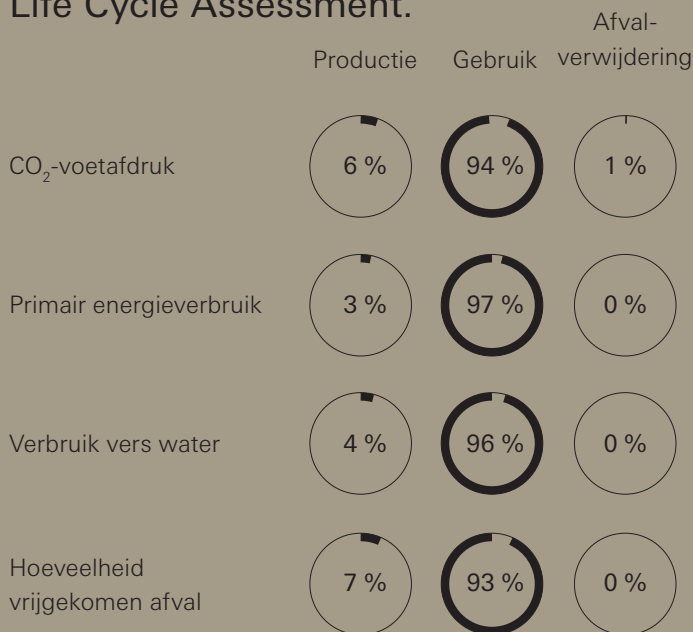 Life Cycle Assessment.
Productie
Gebruik
Afval-
verwijdering
CO₂-voetafdruk
6 %
94 %
1 %
Primair energieverbruik
3 %
97 %
0 %
Verbruik vers water
4 %
96 %
0 %
Hoeveelheid
vrijgekomen afval
7 %
93 %
0 %